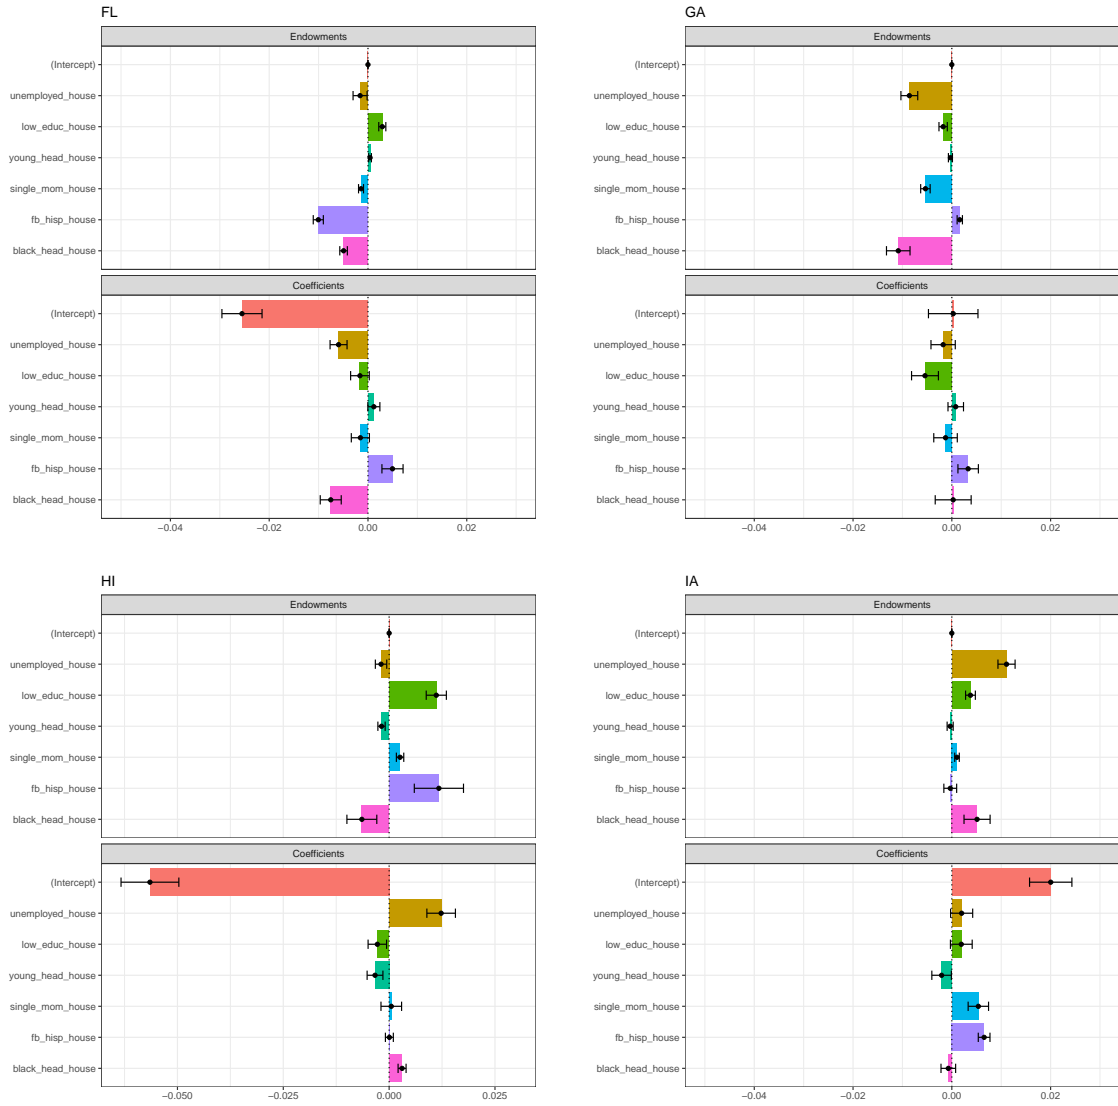 FL
Endowments
(Intercept)
unemployed_house
low_educ_house
young_head_house
single_mom_house
fb_hisp_house
black_head_house
Coefficients
(Intercept)
unemployed_house
low_educ_house
young_head_house
single_mom_house
fb_hisp_house
black_head_house
−0.04 −0.02 0.00 0.02
GA
Endowments
(Intercept)
unemployed_house
low_educ_house
young_head_house
single_mom_house
fb_hisp_house
black_head_house
Coefficients
(Intercept)
unemployed_house
low_educ_house
young_head_house
single_mom_house
fb_hisp_house
black_head_house
−0.04 −0.02 0.00 0.02
HI
Endowments
(Intercept)
unemployed_house
low_educ_house
young_head_house
single_mom_house
fb_hisp_house
black_head_house
Coefficients
(Intercept)
unemployed_house
low_educ_house
young_head_house
single_mom_house
fb_hisp_house
black_head_house
−0.050 −0.025 0.000 0.025
IA
Endowments
(Intercept)
unemployed_house
low_educ_house
young_head_house
single_mom_house
fb_hisp_house
black_head_house
Coefficients
(Intercept)
unemployed_house
low_educ_house
young_head_house
single_mom_house
fb_hisp_house
black_head_house
−0.04 −0.02 0.00 0.02